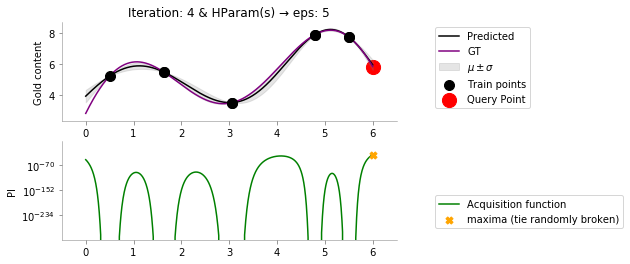 Iteration: 4 & HParam(s) → eps: 5
Gold content
8
6
4
0 1 2 3 4 5 6
Predicted
GT
μ ± σ
Train points
Query Point
PI
10^−70
10^−152
10^−234
0 1 2 3 4 5 6
Acquisition function
maxima (tie randomly broken)